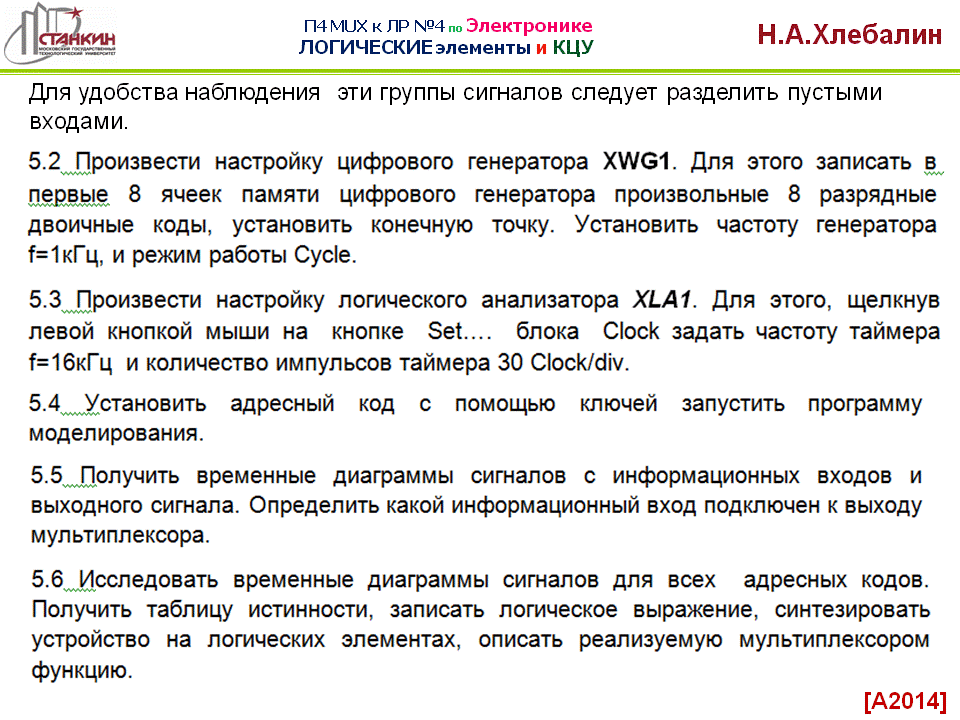 СТАНКИН
МОСКОВСКИЙ ГОСУДАРСТВЕННЫЙ
ТЕХНОЛОГИЧЕСКИЙ УНИВЕРСИТЕТ
П4 MUX к ЛР №4 по Электронике
ЛОГИЧЕСКИЕ элементы и КЦУ
Н.А.Хлебалин
Для удобства наблюдения эти группы сигналов следует разделить пустыми
входами.
5.2 Произвести настройку цифрового генератора XWG1. Для этого записать в
первые 8 ячеек памяти цифрового генератора произвольные 8 разрядные
двоичные коды, установить конечную точку. Установить частоту генератора
f=1кГц, и режим работы Cycle.
5.3 Произвести настройку логического анализатора XLA1. Для этого, щелкнув
левой кнопкой мыши на кнопке Set…. блока Clock задать частоту таймера
f=16кГц и количество импульсов таймера 30 Clock/div.
5.4 Установить адресный код с помощью ключей запустить программу
моделирования.
5.5 Получить временные диаграммы сигналов с информационных входов и
выходного сигнала. Определить какой информационный вход подключен к выходу
мультиплексора.
5.6 Исследовать временные диаграммы сигналов для всех адресных кодов.
Получить таблицу истинности, записать логическое выражение, синтезировать
устройство на логических элементах, описать реализуемую мультиплексором
функцию.
[А2014]